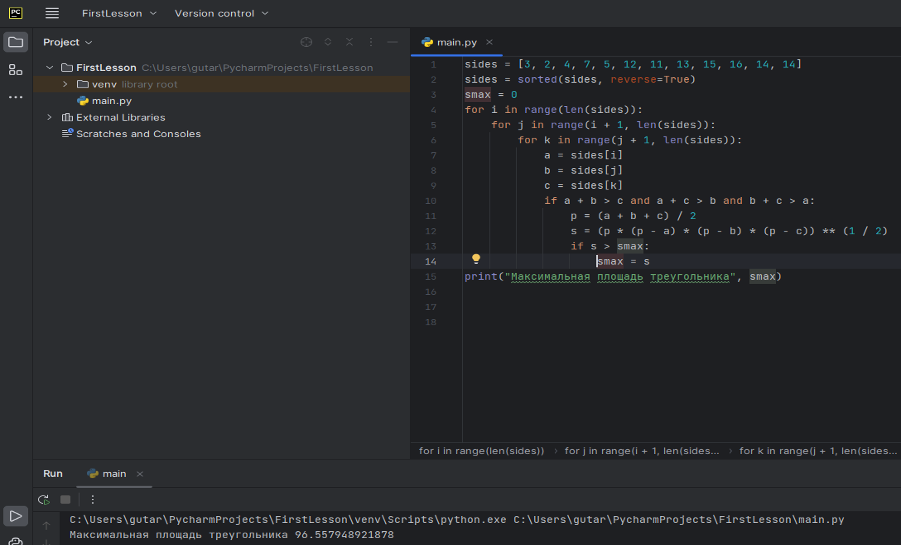 PC FirstLesson Version control
Project
FirstLesson C:\Users\gutar\PycharmProjects\FirstLesson
venv library root
main.py
External Libraries
Scratches and Consoles
main.py
1 sides = [3, 2, 4, 7, 5, 12, 11, 13, 15, 16, 14, 14]
2 sides = sorted(sides, reverse=True)
3 smax = 0
4 for i in range(len(sides)):
5 for j in range(i + 1, len(sides)):
6 for k in range(j + 1, len(sides)):
7 a = sides[i]
8 b = sides[j]
9 c = sides[k]
10 if a + b > c and a + c > b and b + c > a:
11 p = (a + b + c) / 2
12 s = (p * (p - a) * (p - b) * (p - c)) ** (1 / 2)
13 if s > smax:
14 smax = s
15 print("Максимальная площадь треугольника", smax)
16
17
18
for i in range(len(sides)) › for j in range(i + 1, len(sides... › for k in range(j + 1, len(sides...
Run main
C:\Users\gutar\PycharmProjects\FirstLesson\venv\Scripts\python.exe C:\Users\gutar\PycharmProjects\FirstLesson\main.py
Максимальная площадь треугольника 96.557948921878